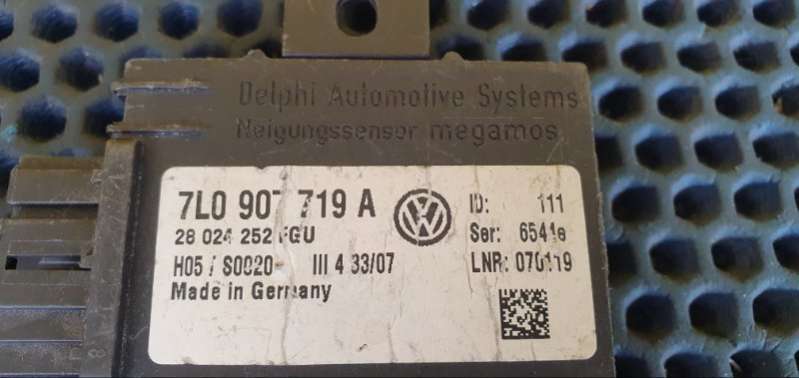 Delphi Automotive Systems
Neigungssensor megamos
7L0 907 719 A
ID: 111
28 024 252
Ser:
H05 / S0020 III 4 33/07
LNR:
Made in Germany